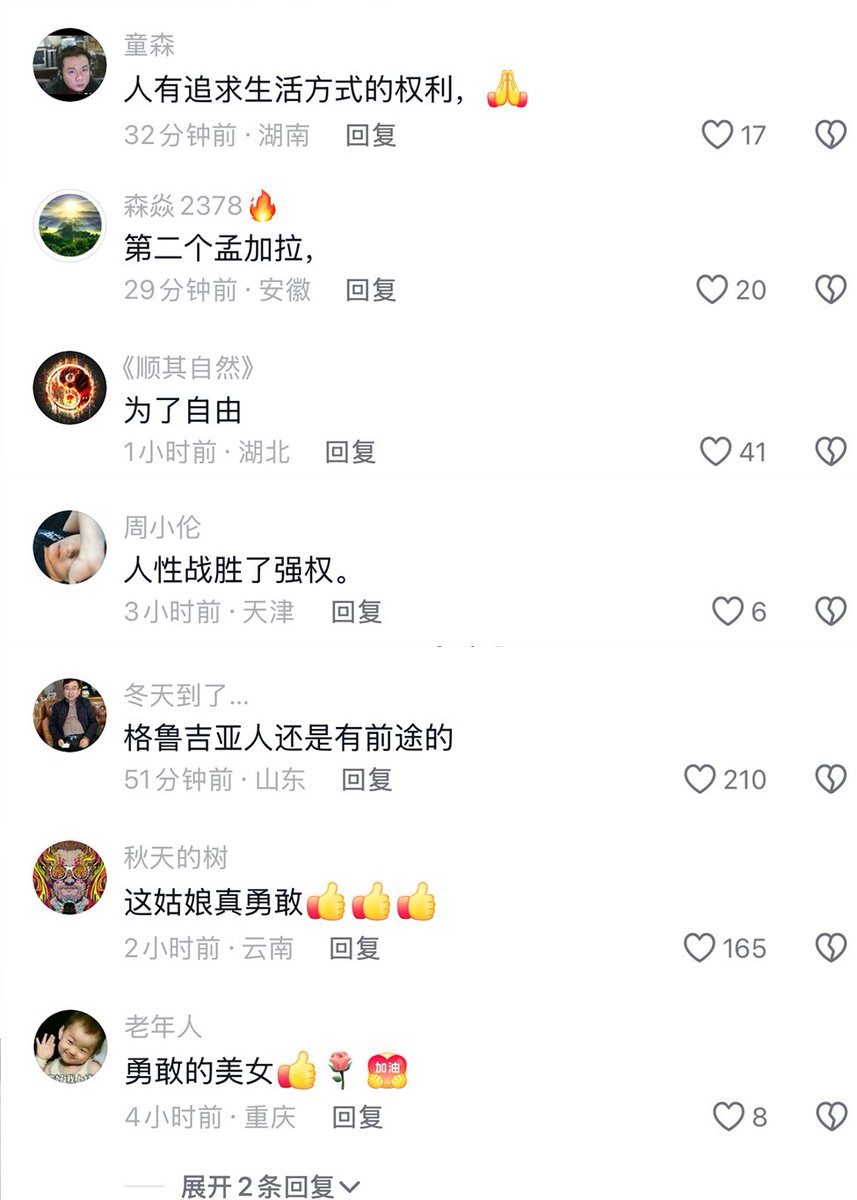 童森
人有追求生活方式的权利，🙏
32分钟前·湖南 回复 17
森焱2378🔥
第二个孟加拉，
29分钟前·安徽 回复 20
《顺其自然》
为了自由
1小时前·湖北 回复 41
周小伦
人性战胜了强权。
3小时前·天津 回复 6
冬天到了...
格鲁吉亚人还是有前途的
51分钟前·山东 回复 210
秋天的树
这姑娘真勇敢👍👍👍
2小时前·云南 回复 165
老年人
勇敢的美女👍🌹加油
4小时前·重庆 回复 8
展开2条回复